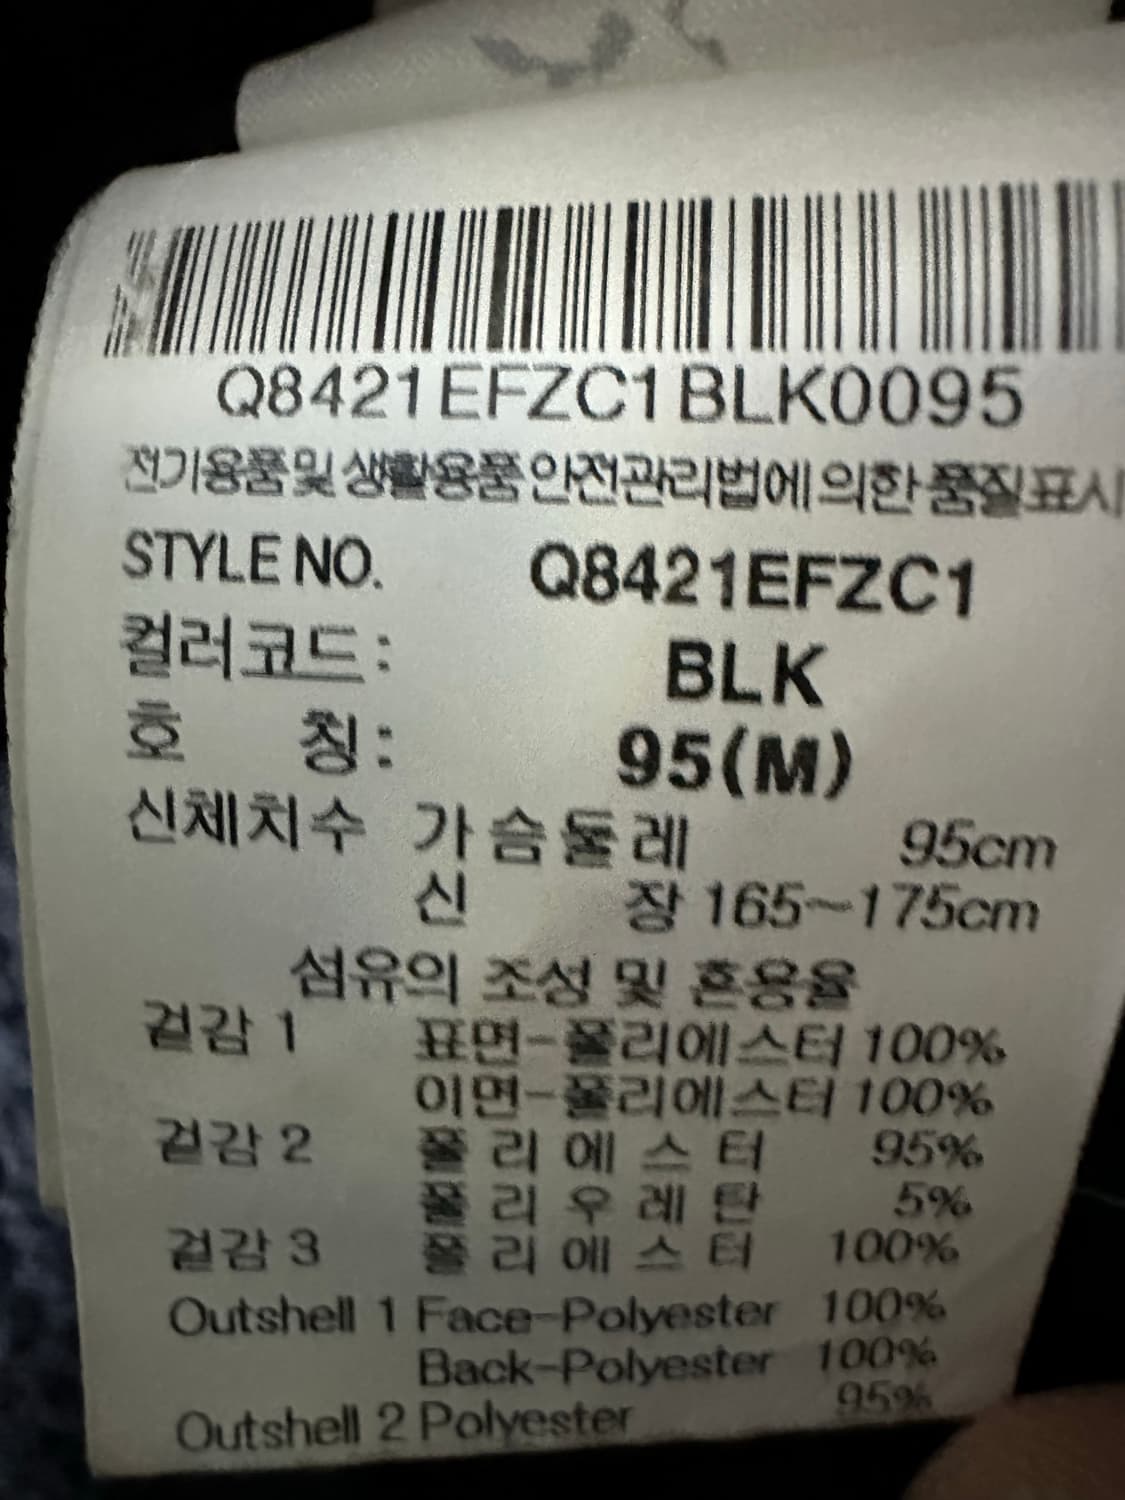 Q8421EFZC1BLK0095
전기용품및 생활용품 안전관리법에 의한 품질표시
STYLE NO. Q8421EFZC1
컬러코드: BLK
호 칭: 95(M)
신체치수 가슴둘레 95cm
신 장 165~175cm
섬유의 조성 및 혼용율
겉감 1 표면-폴리에스터 100%
이면-폴리에스터 100%
겉감 2 폴리에스터 95%
폴리우레탄 5%
겉감 3 폴리에스터 100%
Outshell 1 Face-Polyester 100%
Back-Polyester 100%
Outshell 2 Polyester 95%